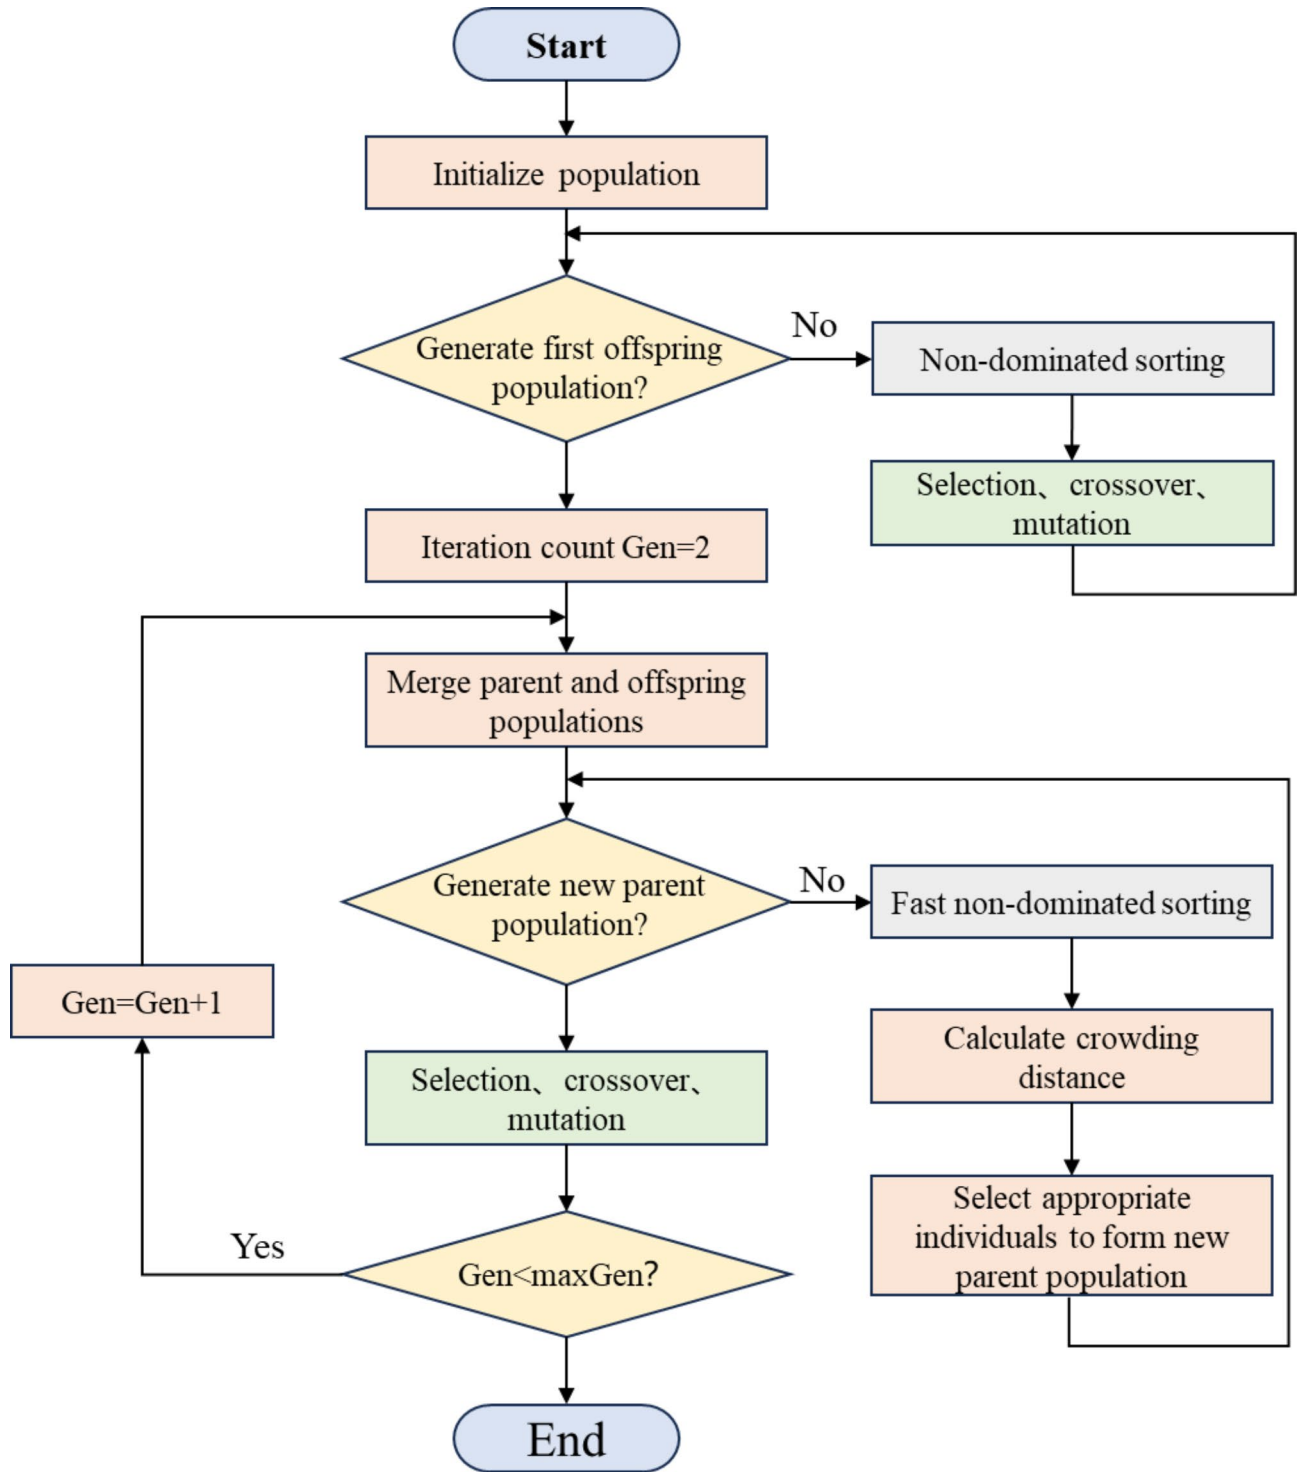 Start
Initialize population
Generate first offspring
population?
No
Non-dominated sorting
Selection、crossover、
mutation
Iteration count Gen=2
Merge parent and offspring
populations
Generate new parent
population?
No
Fast non-dominated sorting
Calculate crowding
distance
Select appropriate
individuals to form new
parent population
Gen=Gen+1
Selection、crossover、
mutation
Yes
Gen<maxGen?
End